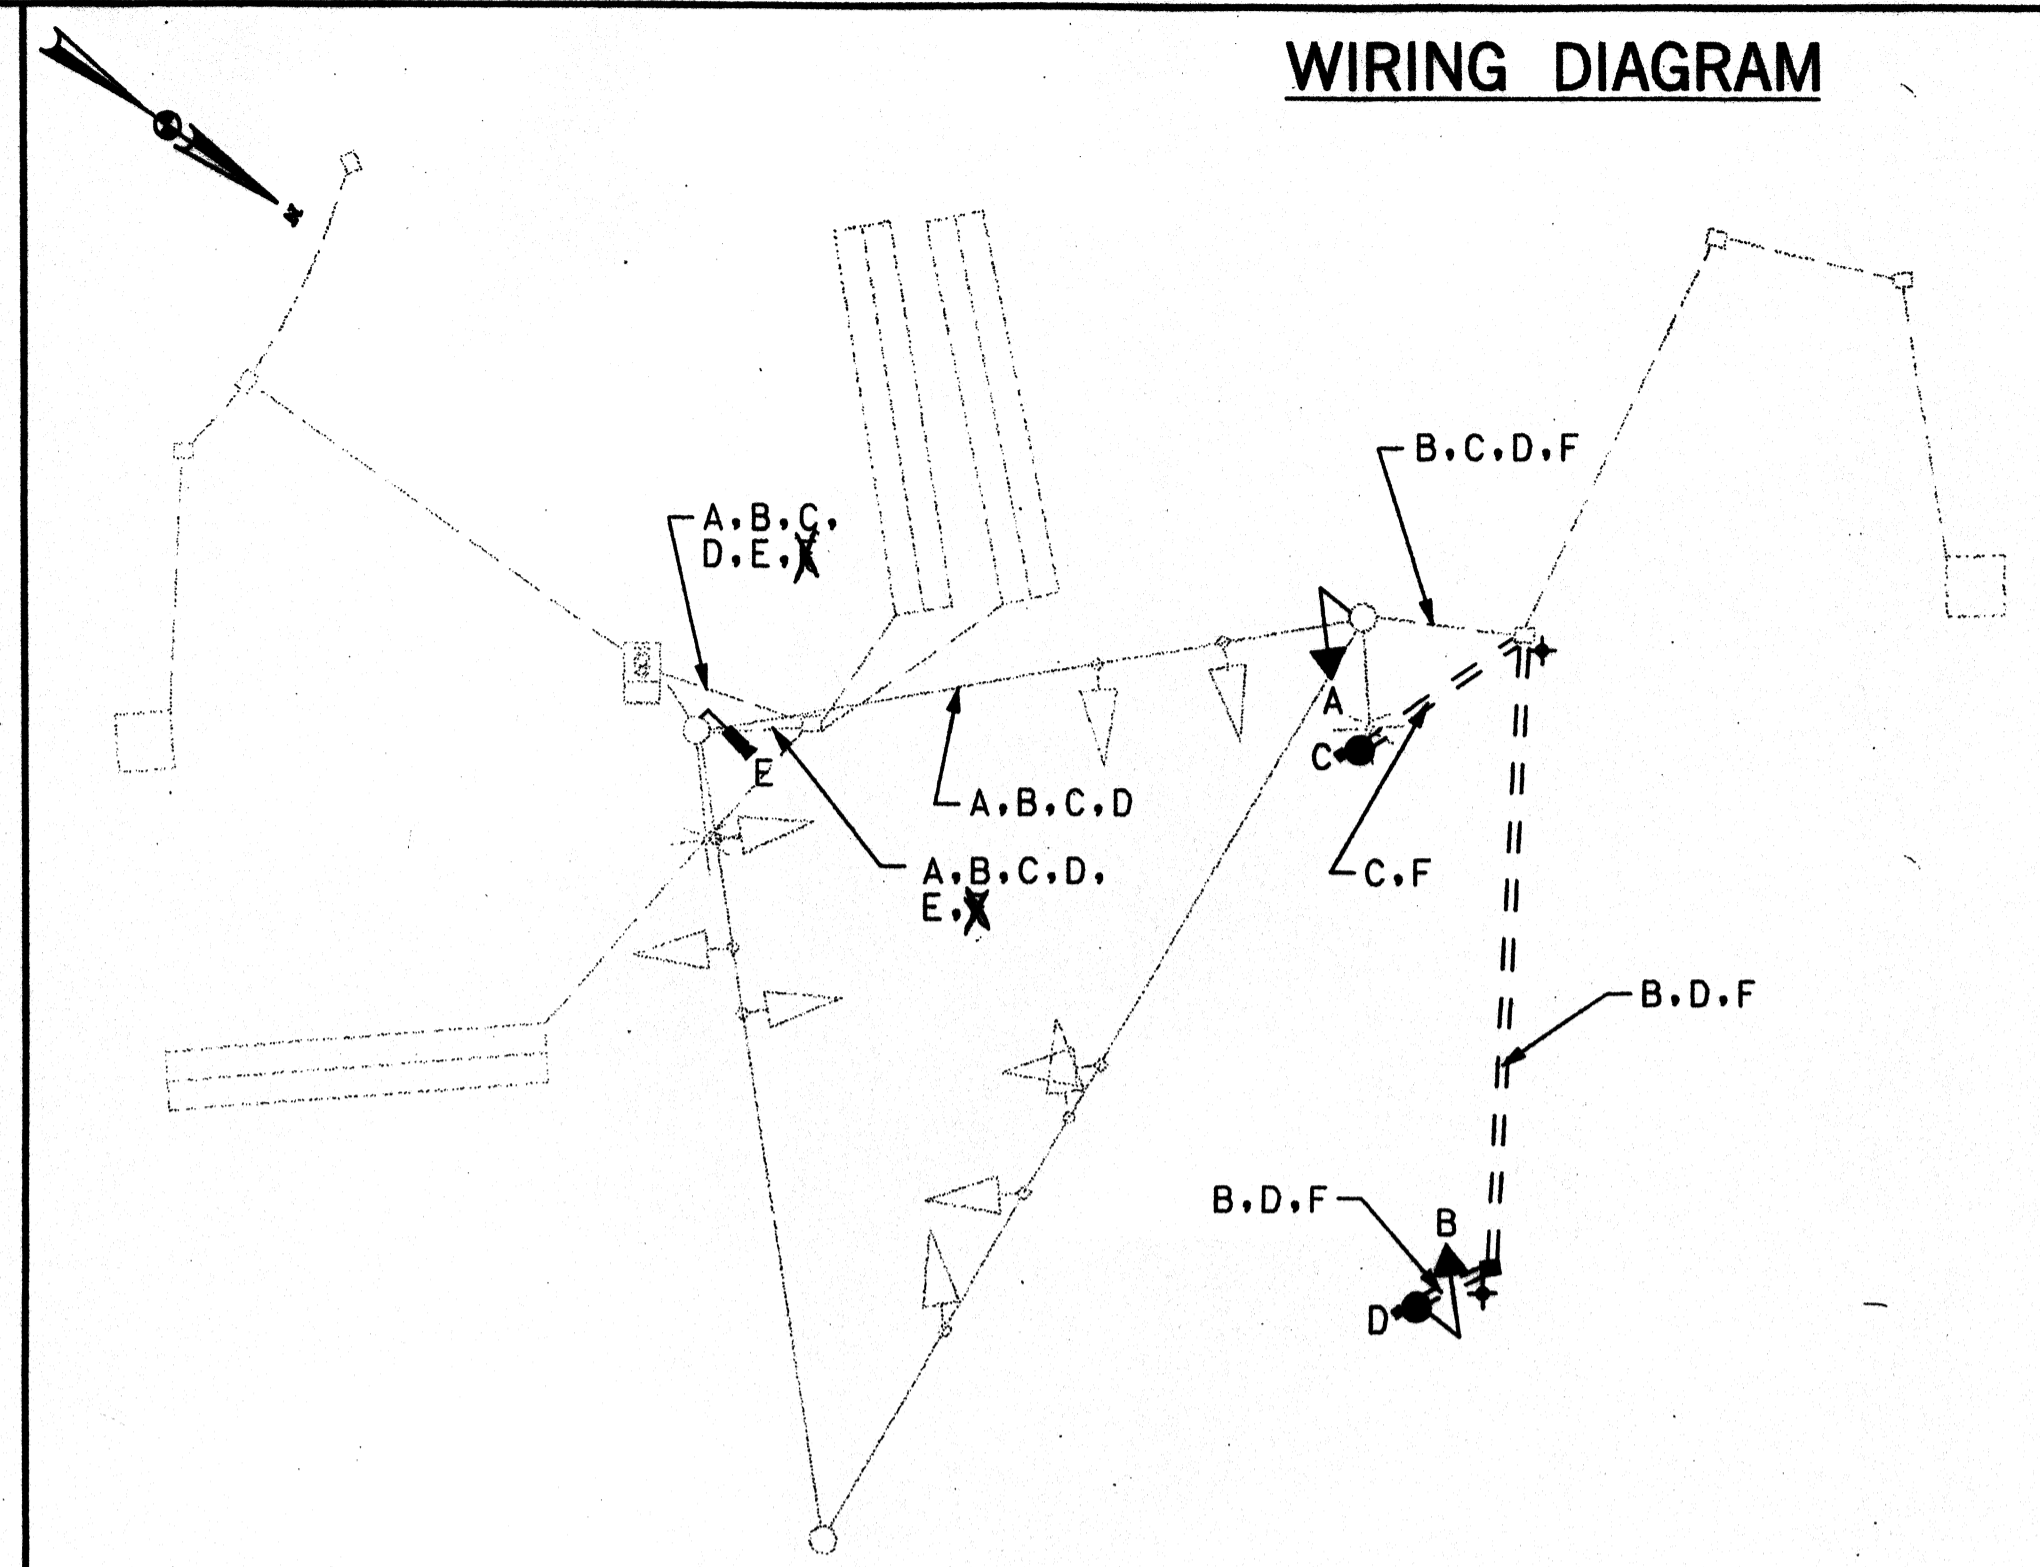 WIRING DIAGRAM
B,C,D,F
A,B,C,
D,E,
A
C
E
A,B,C,D
A,B,C,D,
E,
C,F
B,D,F
B,D,F
B
D